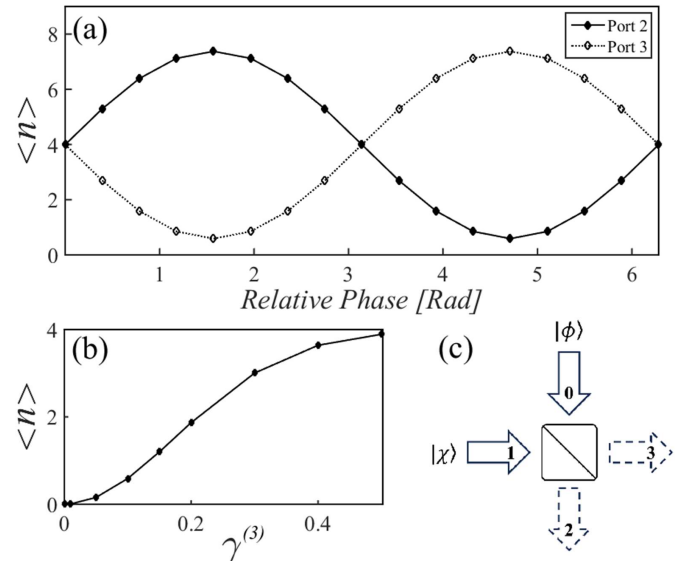 (a)
Port 2
Port 3
<n>
8
6
4
2
0
1
2
3
4
5
6
Relative Phase [Rad]
(b)
<n>
4
2
0
0
0.2
0.4
γ(3)
(c)
|ϕ⟩
0
|χ⟩
1
3
2